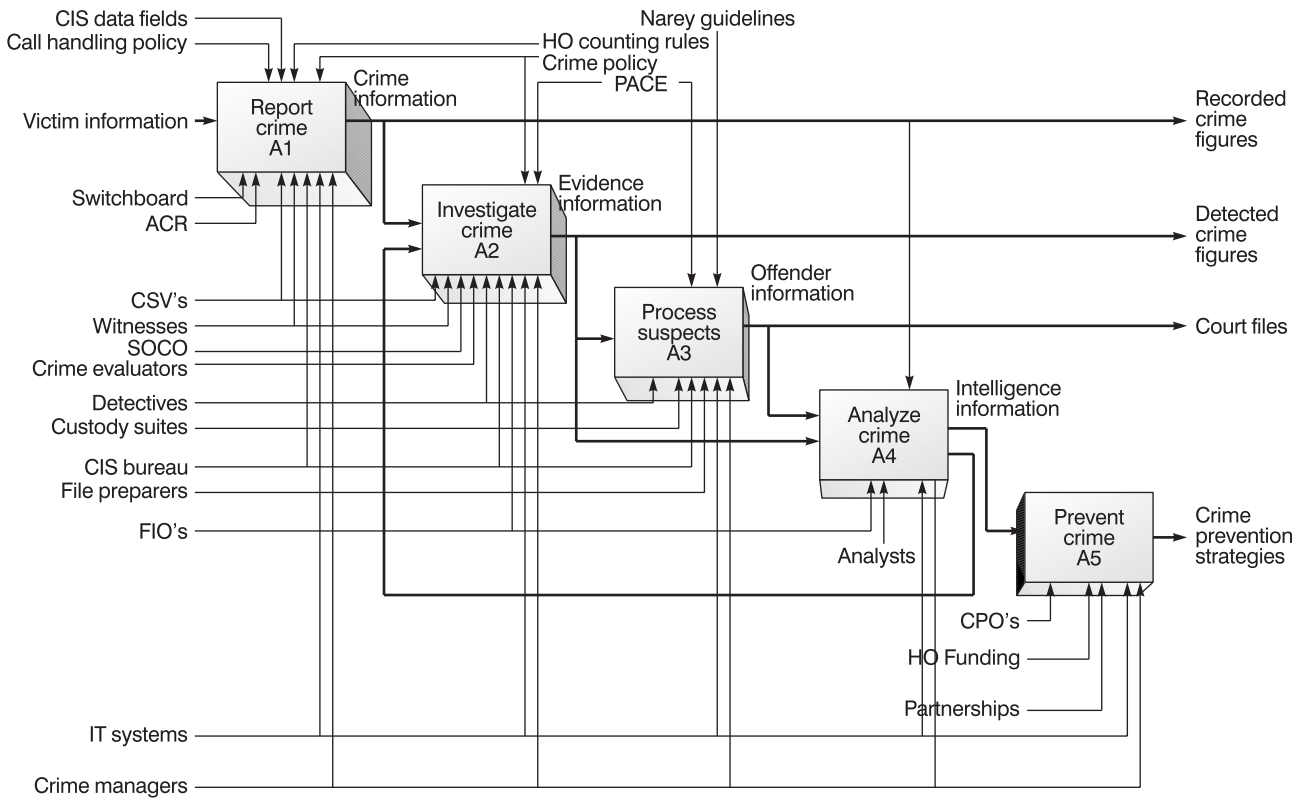 CIS data fields
Call handling policy
Narey guidelines
HO counting rules
Crime policy
PACE
Crime
information
Report
crime
A1
Victim information
Recorded
crime
figures
Switchboard
ACR
Evidence
information
Investigate
crime
A2
Detected
crime
figures
Offender
information
CSV's
Witnesses
SOCO
Crime evaluators
Process
suspects
A3
Court files
Detectives
Custody suites
Intelligence
information
Analyze
crime
A4
CIS bureau
File preparers
FIO's
Analysts
Prevent
crime
A5
Crime
prevention
strategies
CPO's
HO Funding
Partnerships
IT systems
Crime managers